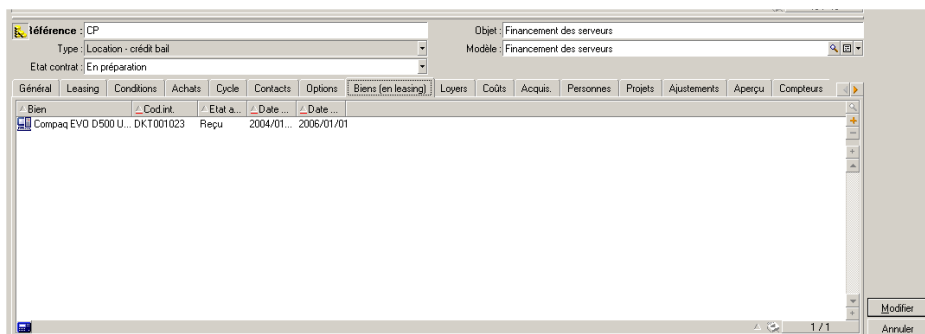 Référence : CP Objet : Financement des serveurs
Type : Location - crédit bail Modèle : Financement des serveurs
Etat contrat : En préparation
Général Leasing Conditions Achats Cycle Contacts Options Biens (en leasing) Loyers Coûts Acquis. Personnes Projets Ajustements Aperçu Compteurs
Bien Cod.int. Etat a... Date ... Date ...
Compaq EVO D500 U... DKT001023 Reçu 2004/01... 2006/01/01
Modifier
1 / 1 Annuler